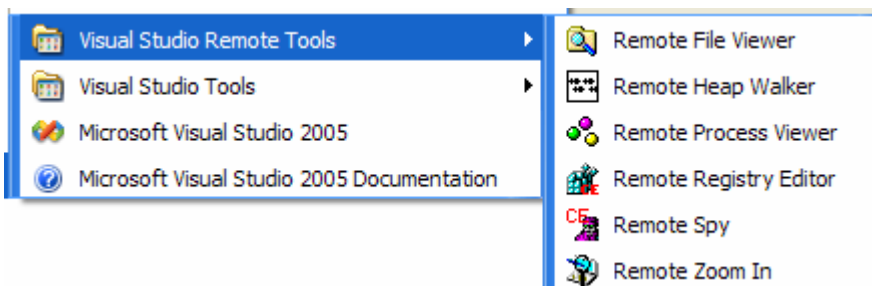 Visual Studio Remote Tools
Visual Studio Tools
Microsoft Visual Studio 2005
Microsoft Visual Studio 2005 Documentation
Remote File Viewer
Remote Heap Walker
Remote Process Viewer
Remote Registry Editor
Remote Spy
Remote Zoom In